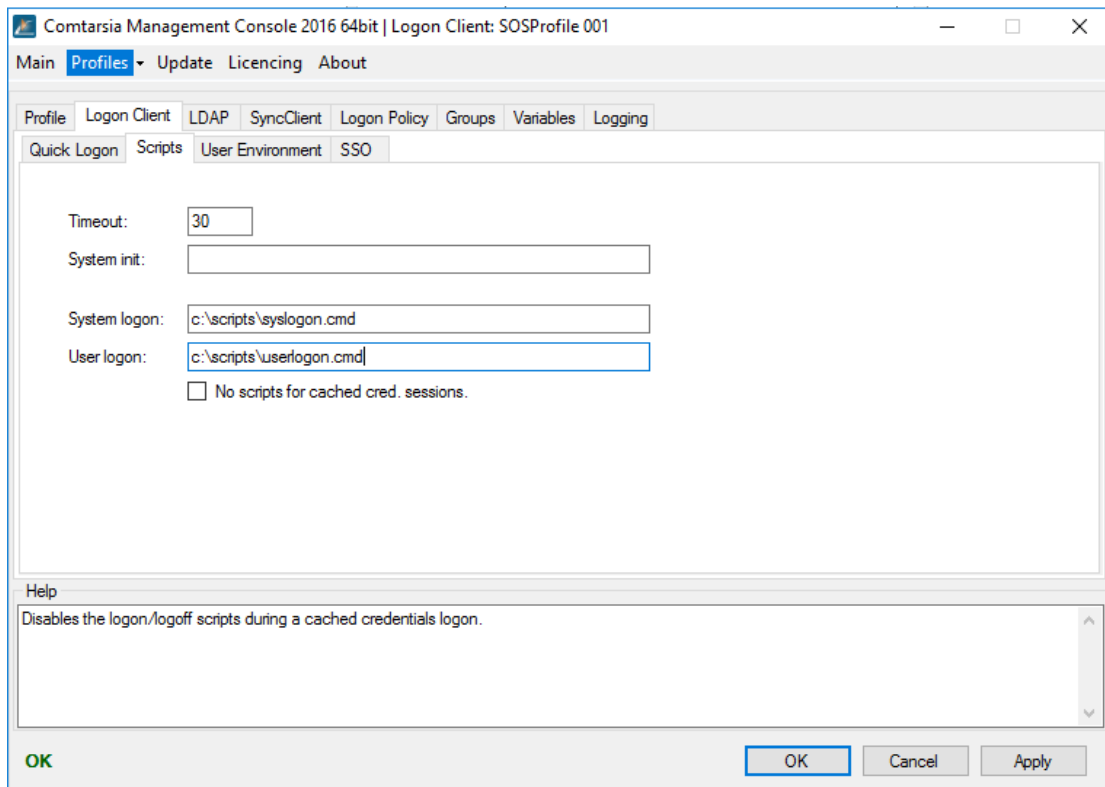 Comtarsia Management Console 2016 64bit | Logon Client: SOSProfile 001
Main Profiles Update Licencing About
Profile Logon Client LDAP SyncClient Logon Policy Groups Variables Logging
Quick Logon Scripts User Environment SSO
Timeout: 30
System init:
System logon: c:\scripts\syslogon.cmd
User logon: c:\scripts\userlogon.cmd
No scripts for cached cred. sessions.
Help
Disables the logon/logoff scripts during a cached credentials logon.
OK OK Cancel Apply